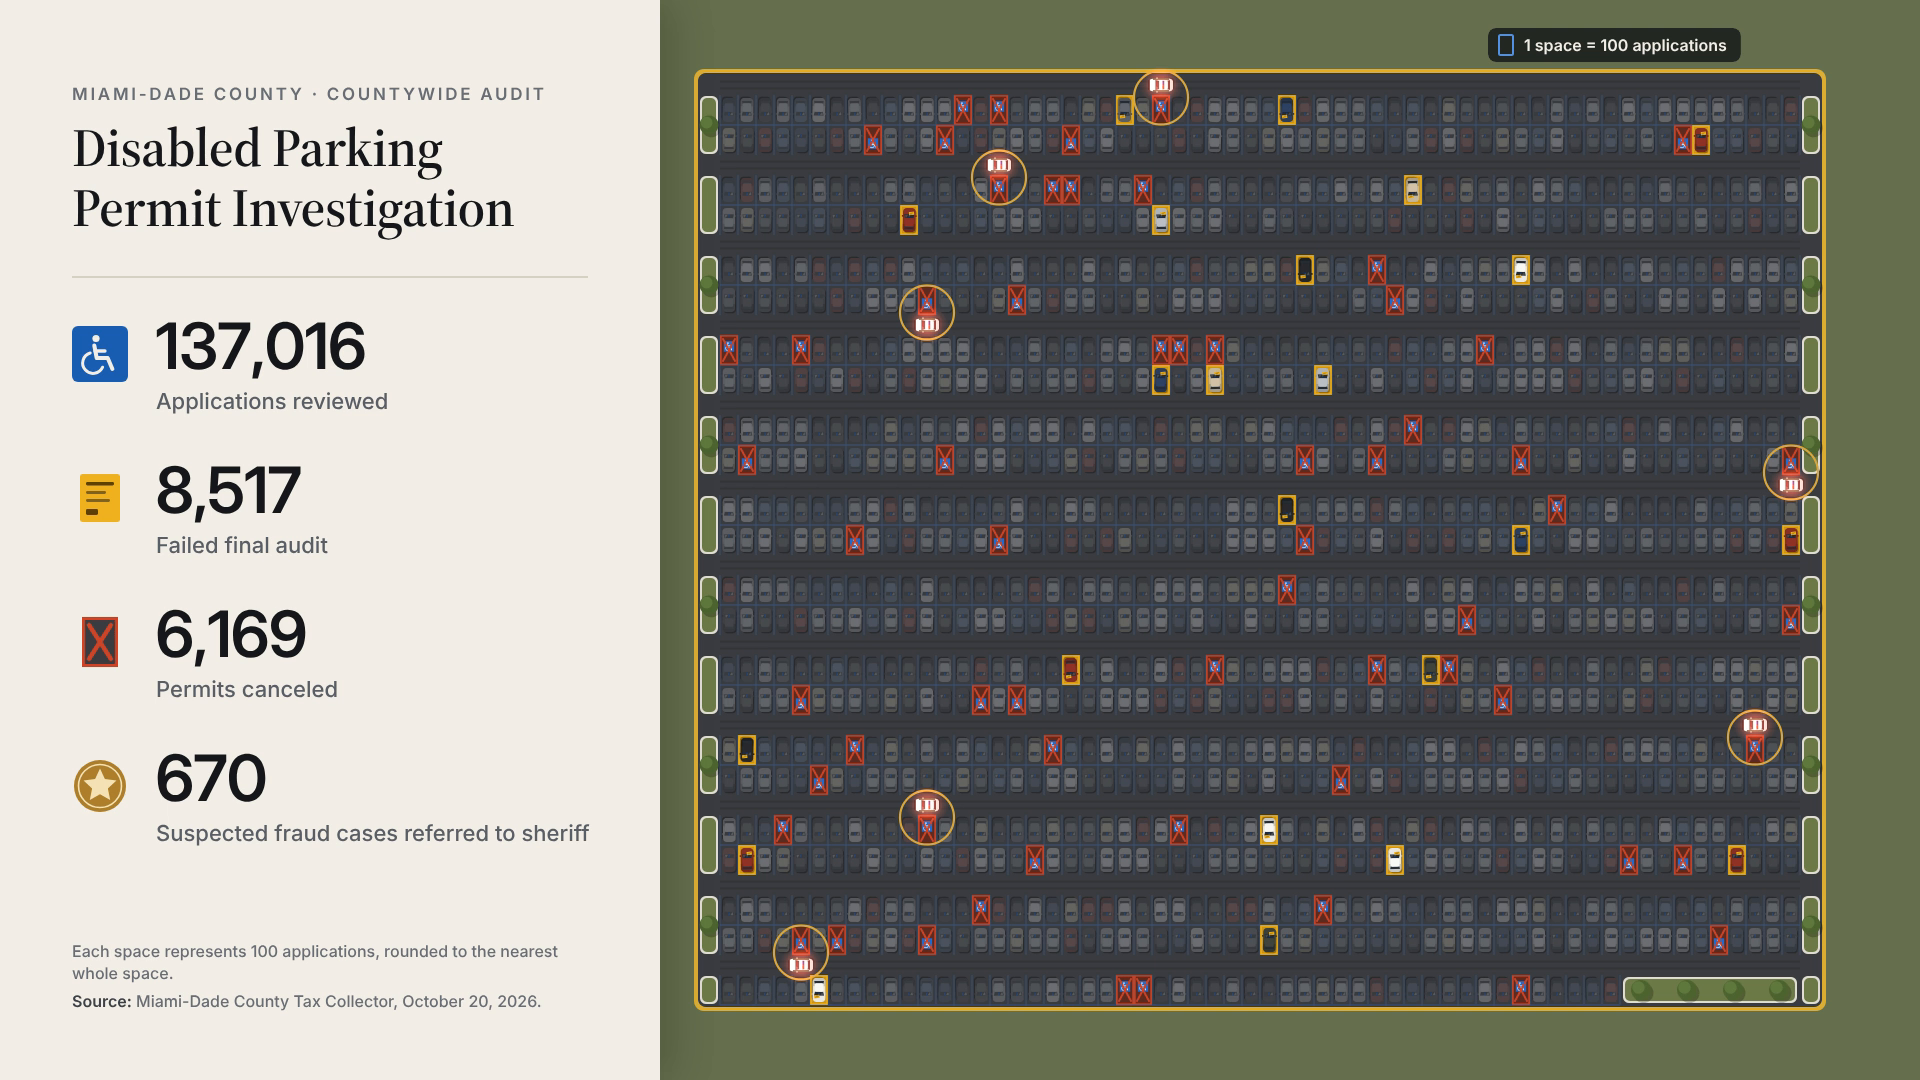 MIAMI-DADE COUNTY · COUNTYWIDE AUDIT
Disabled Parking
Permit Investigation
137,016
Applications reviewed
8,517
Failed final audit
6,169
Permits canceled
670
Suspected fraud cases referred to sheriff
Each space represents 100 applications, rounded to the nearest
whole space.
Source: Miami-Dade County Tax Collector, October 20, 2026.
1 space = 100 applications